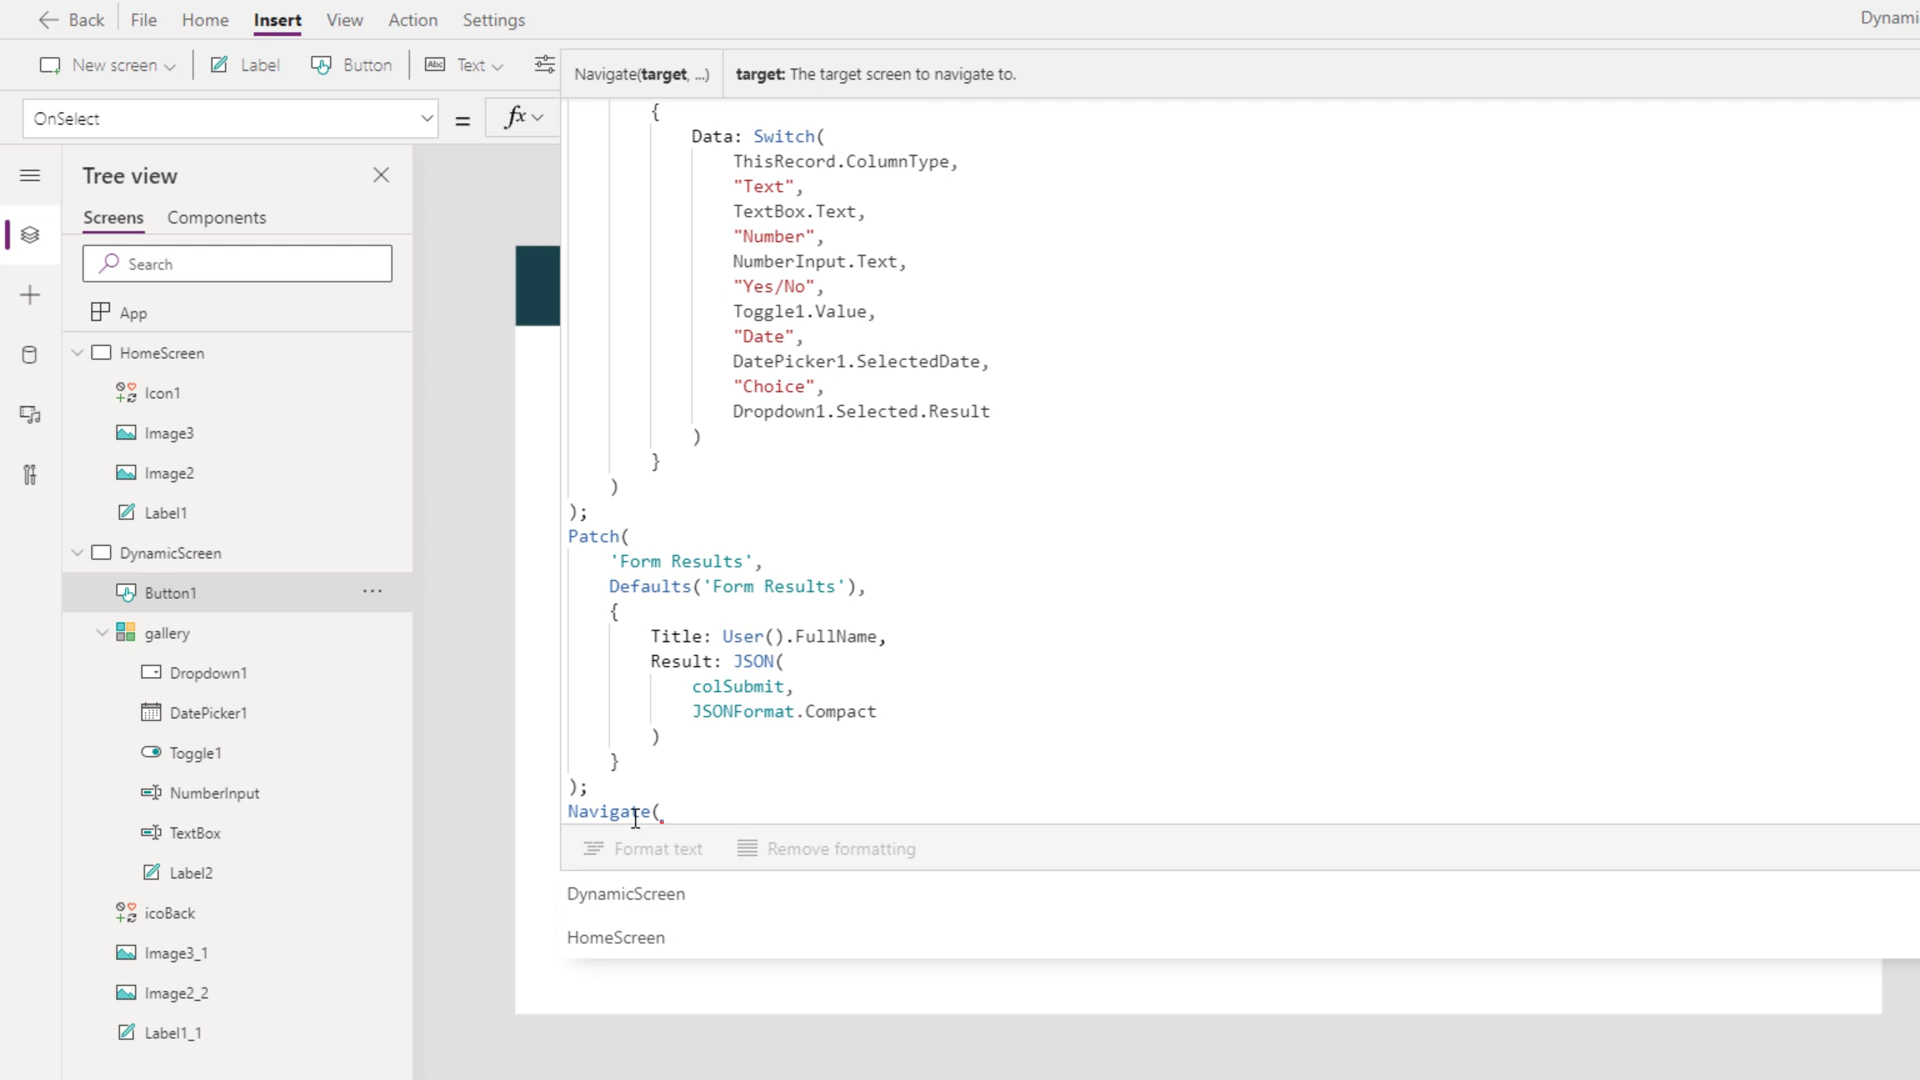 Back File Home Insert View Action Settings
Dynami
New screen Label Button Text
Navigate(target, ...) target: The target screen to navigate to.
OnSelect = fx
{
Data: Switch(
ThisRecord.ColumnType,
"Text",
TextBox.Text,
"Number",
NumberInput.Text,
"Yes/No",
Toggle1.Value,
"Date",
DatePicker1.SelectedDate,
"Choice",
Dropdown1.Selected.Result
)
}
)
);
Patch(
'Form Results',
Defaults('Form Results'),
{
Title: User().FullName,
Result: JSON(
colSubmit,
JSONFormat.Compact
)
}
);
Navigate(
Format text Remove formatting
DynamicScreen
HomeScreen
Tree view
Screens Components
Search
App
HomeScreen
Icon1
Image3
Image2
Label1
DynamicScreen
Button1 ...
gallery
Dropdown1
DatePicker1
Toggle1
NumberInput
TextBox
Label2
icoBack
Image3_1
Image2_2
Label1_1